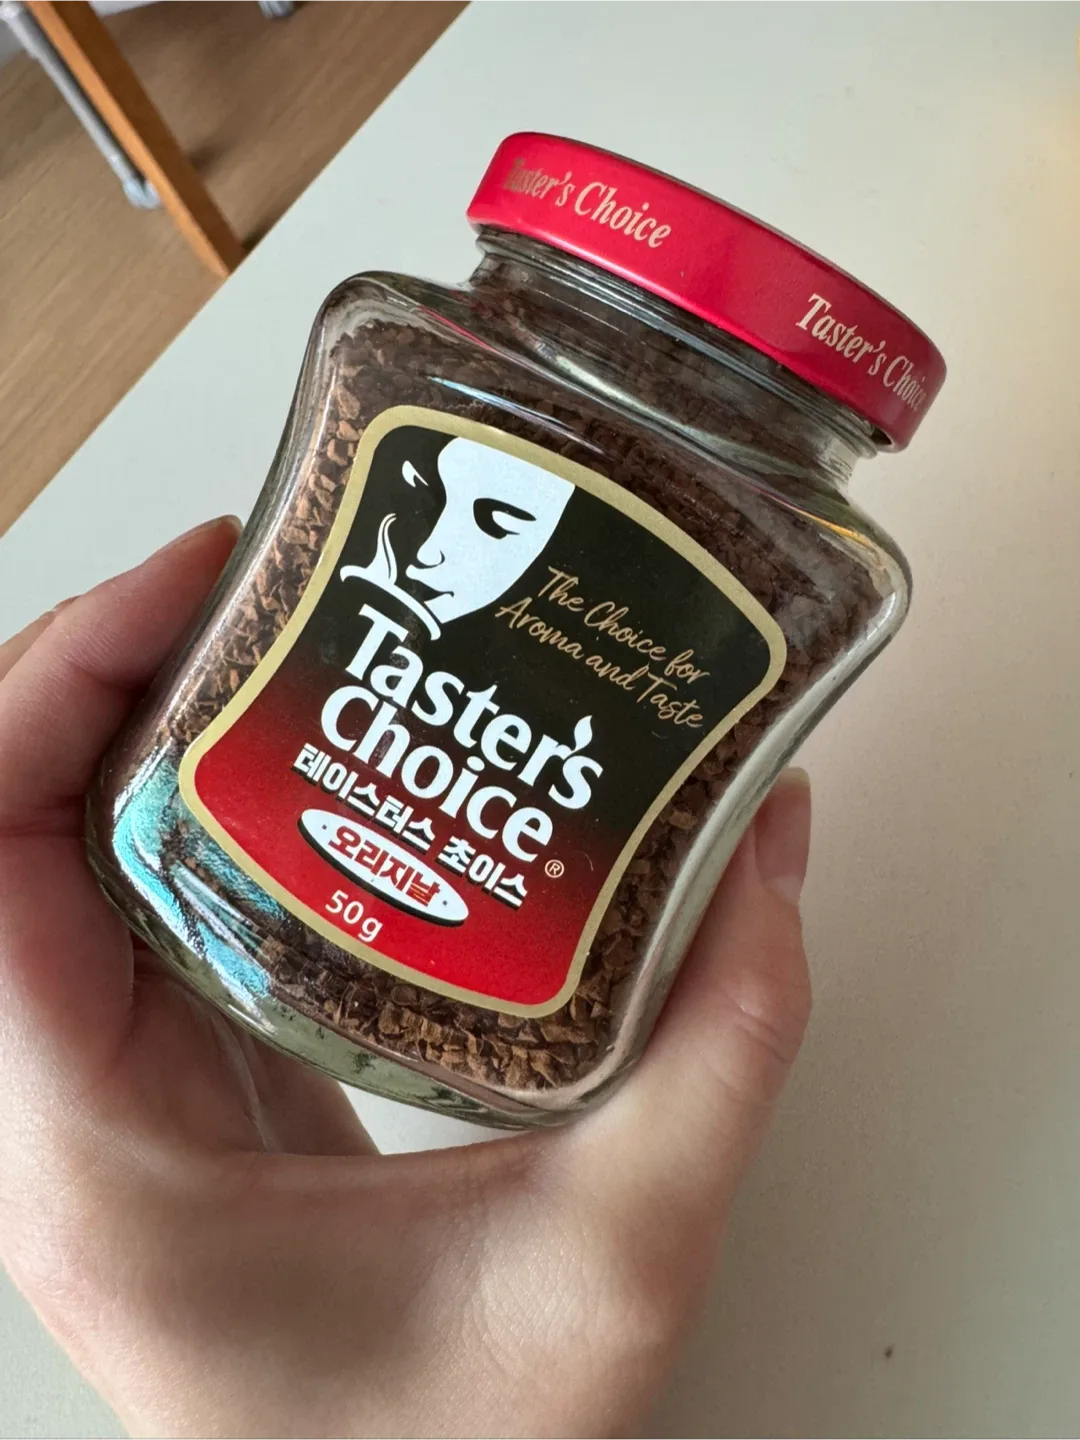 Taster's Choice
Taster's Choice
The Choice for
Aroma and Taste
Taster's
Choice®
테이스터스 초이스
오리지날
50g